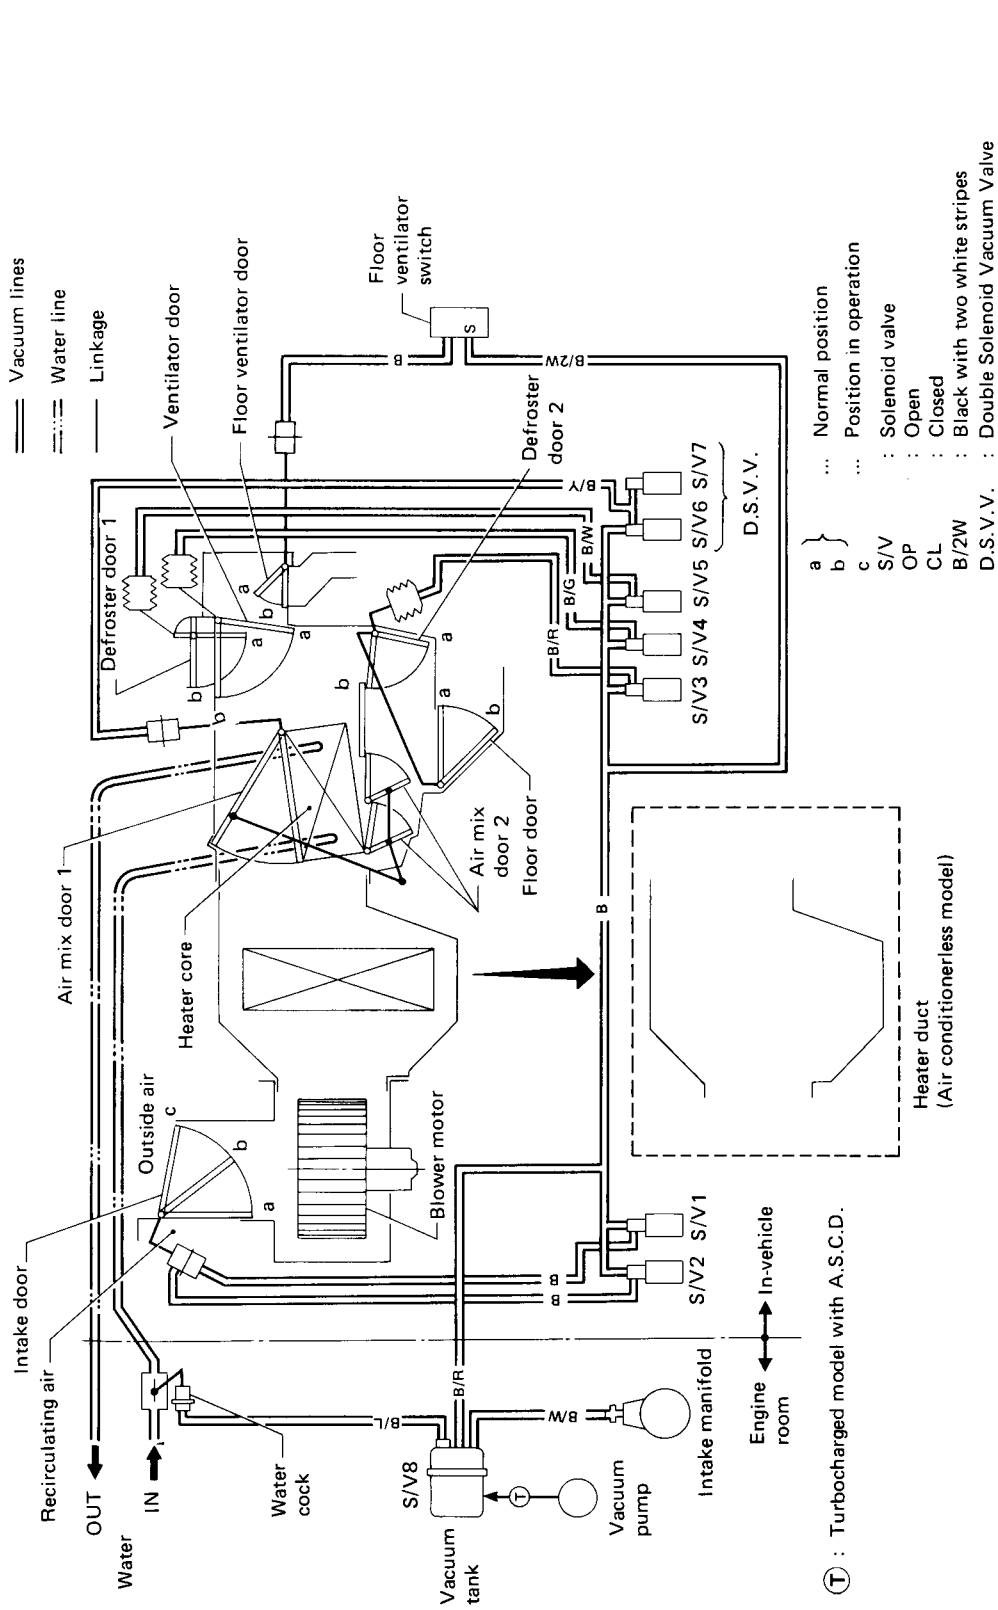 Vacuum lines
Water line
Linkage
Intake door
Recirculating air
OUT
IN
Water
Outside air
c
b
a
Air mix door 1
Heater core
Defroster door 1
Ventilator door
Floor ventilator door
b
b
a
a
a
b
Floor
ventilator
switch
S
B
B/2W
Defroster
door 2
b
a
a
b
Air mix
door 2
Floor door
Blower motor
Water
cock
B/L
B/R
B/W
B
B
B
B/Y
B/W
B/G
B/R
S/V8
Vacuum
tank
T
Vacuum
pump
Intake manifold
Engine
room
In-vehicle
S/V2 S/V1
S/V3 S/V4 S/V5 S/V6 S/V7
D.S.V.V.
Heater duct
(Air conditionerless model)
T : Turbocharged model with A.S.C.D.
a ... Normal position
b
c ... Position in operation
S/V : Solenoid valve
OP : Open
CL : Closed
B/2W : Black with two white stripes
D.S.V.V. : Double Solenoid Vacuum Valve